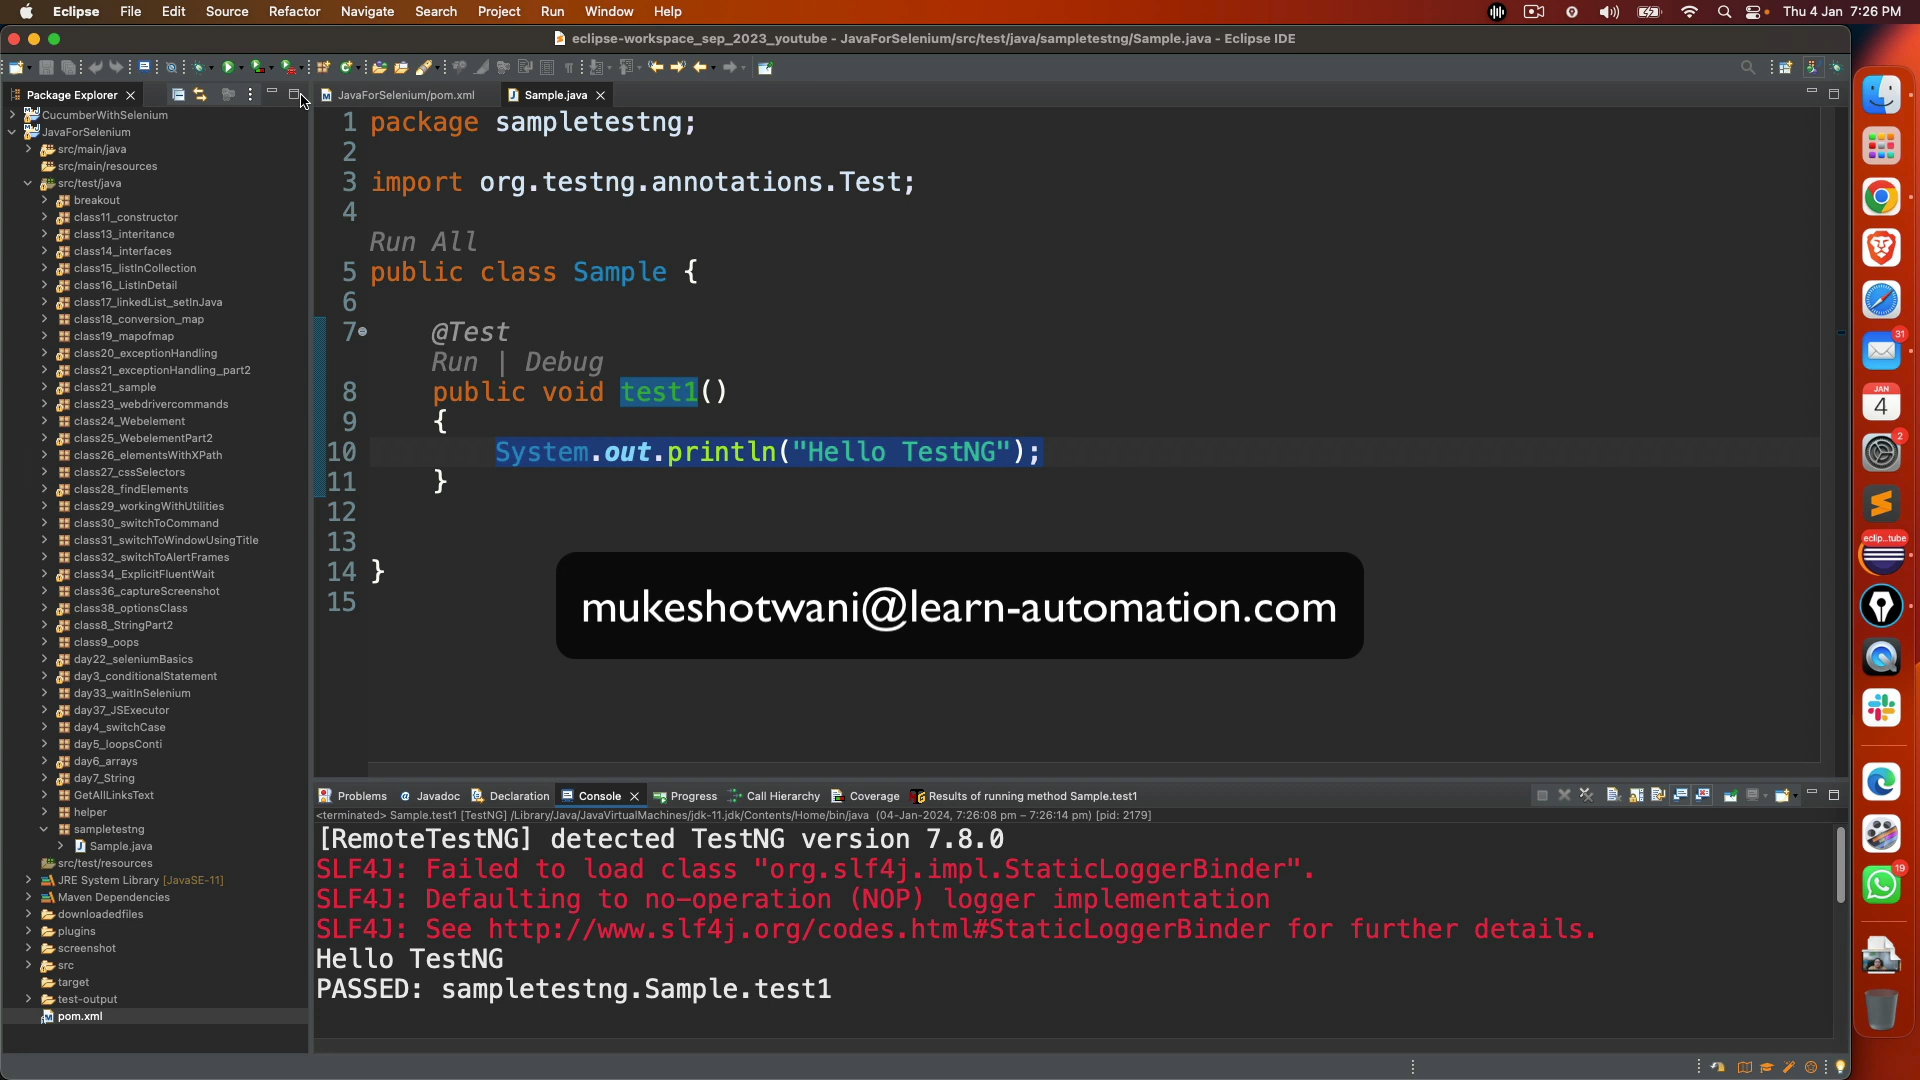 Eclipse File Edit Source Refactor Navigate Search Project Run Window Help Thu 4 Jan 7:26 PM
eclipse-workspace_sep_2023_youtube - JavaForSelenium/src/test/java/sampletestng/Sample.java - Eclipse IDE
Package Explorer
CucumberWithSelenium
JavaForSelenium
src/main/java
src/main/resources
src/test/java
breakout
class11_constructor
class13_interitance
class14_interfaces
class15_listInCollection
class16_ListInDetail
class17_linkedList_setInJava
class18_conversion_map
class19_mapofmap
class20_exceptionHandling
class21_exceptionHandling_part2
class21_sample
class23_webdrivercommands
class24_Webelement
class25_WebelementPart2
class26_elementsWithXPath
class27_cssSelectors
class28_findElements
class29_workingWithUtilities
class30_switchToCommand
class31_switchToWindowUsingTitle
class32_switchToAlertFrames
class34_ExplicitFluentWait
class36_captureScreenshot
class38_optionsClass
class8_StringPart2
class9_oops
day22_seleniumBasics
day3_conditionalStatement
day33_waitInSelenium
day37_JSExecutor
day4_switchCase
day5_loopsConti
day6_arrays
day7_String
GetAllLinksText
helper
sampletestng
Sample.java
src/test/resources
JRE System Library [JavaSE-11]
Maven Dependencies
downloadedfiles
plugins
screenshot
src
target
test-output
pom.xml
JavaForSelenium/pom.xml Sample.java
1 package sampletestng;
2
3 import org.testng.annotations.Test;
4
Run All
5 public class Sample {
6
7 @Test
Run | Debug
8 public void test1()
9 {
10 System.out.println("Hello TestNG");
11 }
12
13
14 }
15
mukeshotwani@learn-automation.com
Problems Javadoc Declaration Console Progress Call Hierarchy Coverage Results of running method Sample.test1
<terminated> Sample.test1 [TestNG] /Library/Java/JavaVirtualMachines/jdk-11.jdk/Contents/Home/bin/java (04-Jan-2024, 7:26:08 pm – 7:26:14 pm) [pid: 2179]
[RemoteTestNG] detected TestNG version 7.8.0
SLF4J: Failed to load class "org.slf4j.impl.StaticLoggerBinder".
SLF4J: Defaulting to no-operation (NOP) logger implementation
SLF4J: See http://www.slf4j.org/codes.html#StaticLoggerBinder for further details.
Hello TestNG
PASSED: sampletestng.Sample.test1
31
JAN
4
2
eclip...tube
19